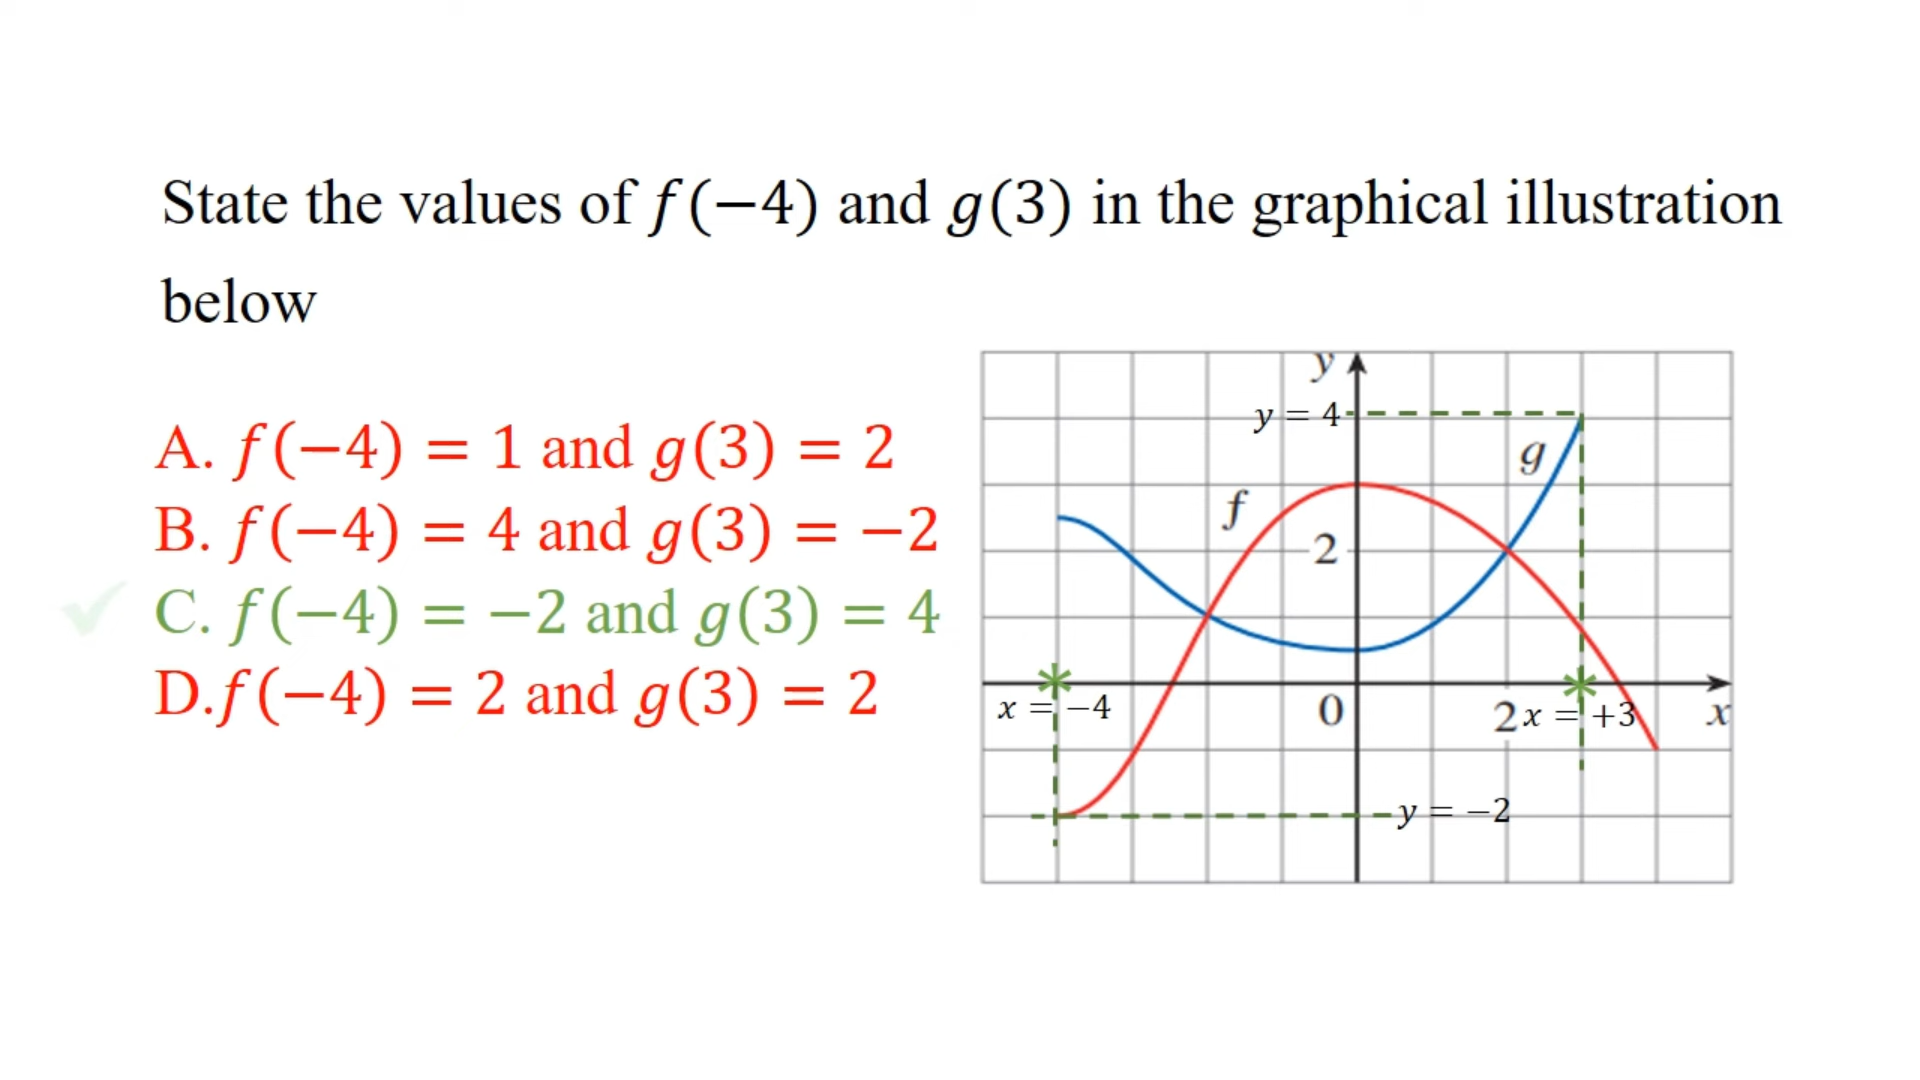 State the values of f(−4) and g(3) in the graphical illustration
below
A. f(−4) = 1 and g(3) = 2
B. f(−4) = 4 and g(3) = −2
C. f(−4) = −2 and g(3) = 4
D.f(−4) = 2 and g(3) = 2
y
y = 4
g
f
2
x = −4
0
2
x = +3
x
y = −2